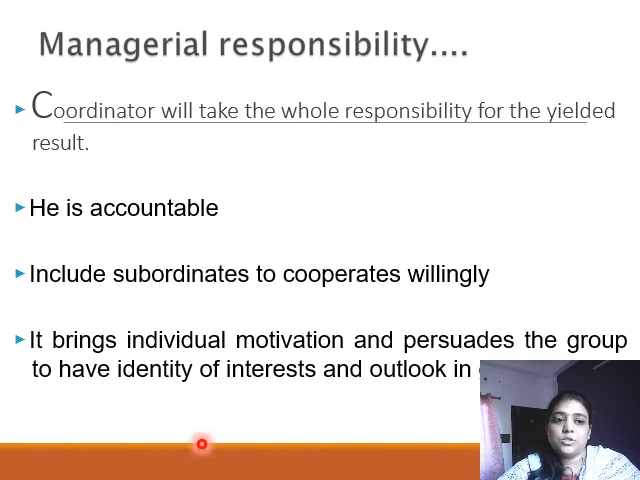 Managerial responsibility....
Coordinator will take the whole responsibility for the yielded
result.
He is accountable
Include subordinates to cooperates willingly
It brings individual motivation and persuades the group
to have identity of interests and outlook in